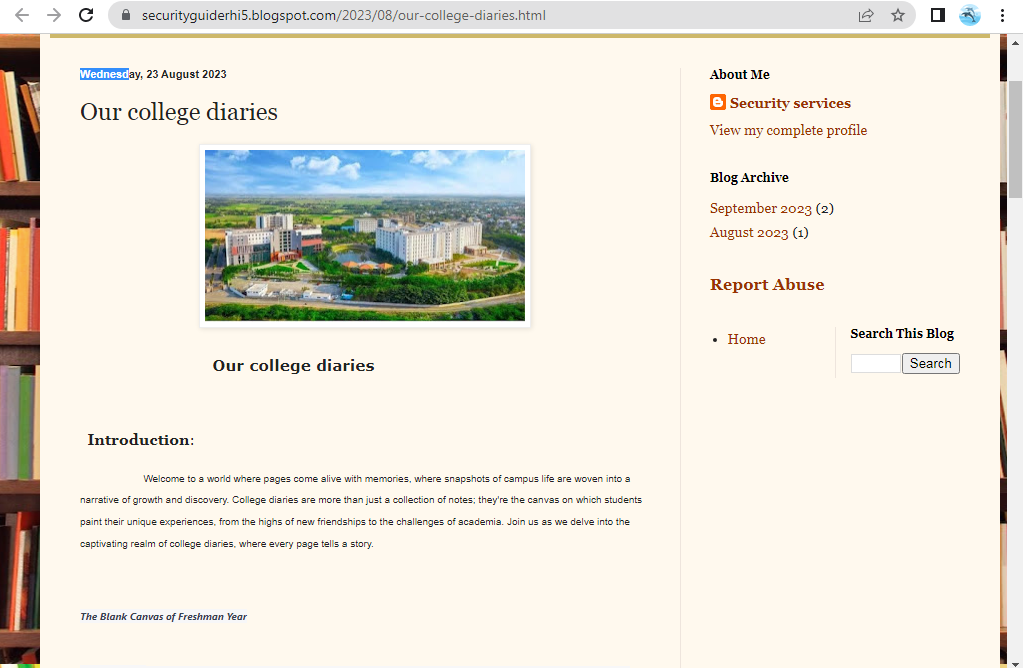 securityguiderhi5.blogspot.com/2023/08/our-college-diaries.html
Wednesday, 23 August 2023
Our college diaries
Our college diaries
Introduction:
Welcome to a world where pages come alive with memories, where snapshots of campus life are woven into a
narrative of growth and discovery. College diaries are more than just a collection of notes; they're the canvas on which students
paint their unique experiences, from the highs of new friendships to the challenges of academia. Join us as we delve into the
captivating realm of college diaries, where every page tells a story.
The Blank Canvas of Freshman Year
About Me
Security services
View my complete profile
Blog Archive
September 2023 (2)
August 2023 (1)
Report Abuse
Home
Search This Blog
Search